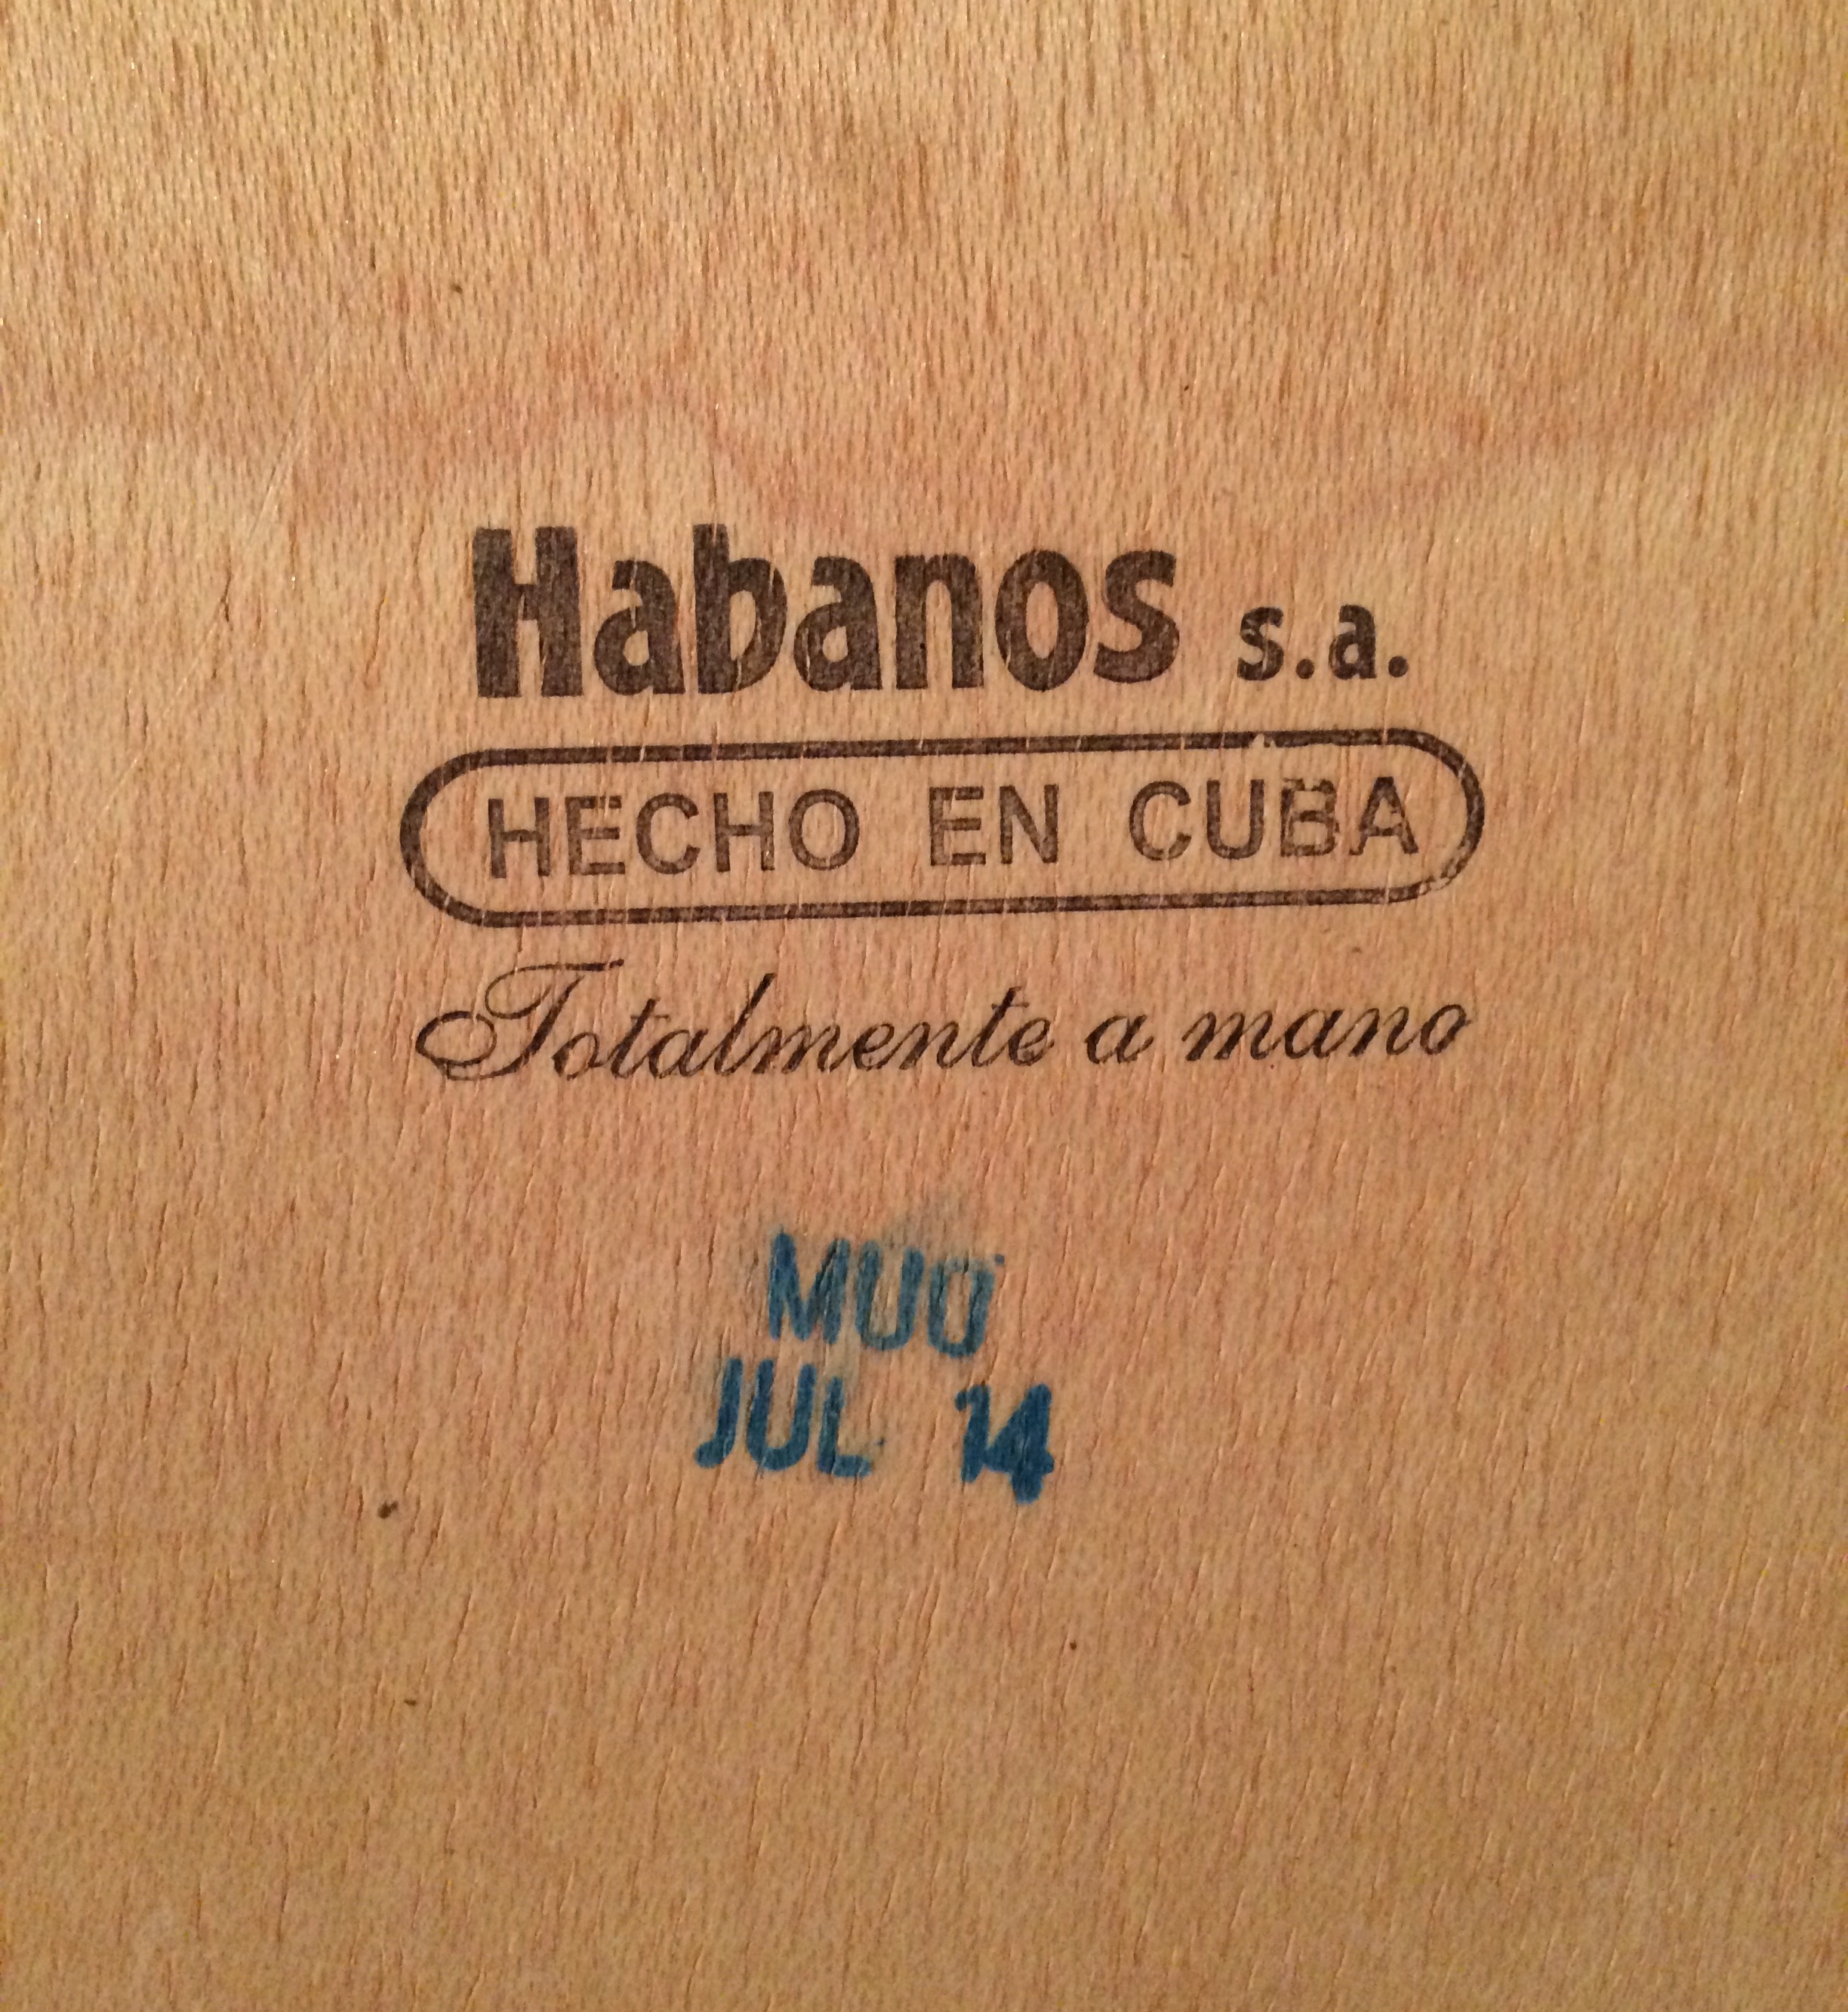 Habanos s.a.
HECHO EN CUBA
Totalmente a mano
MUO
JUL 14